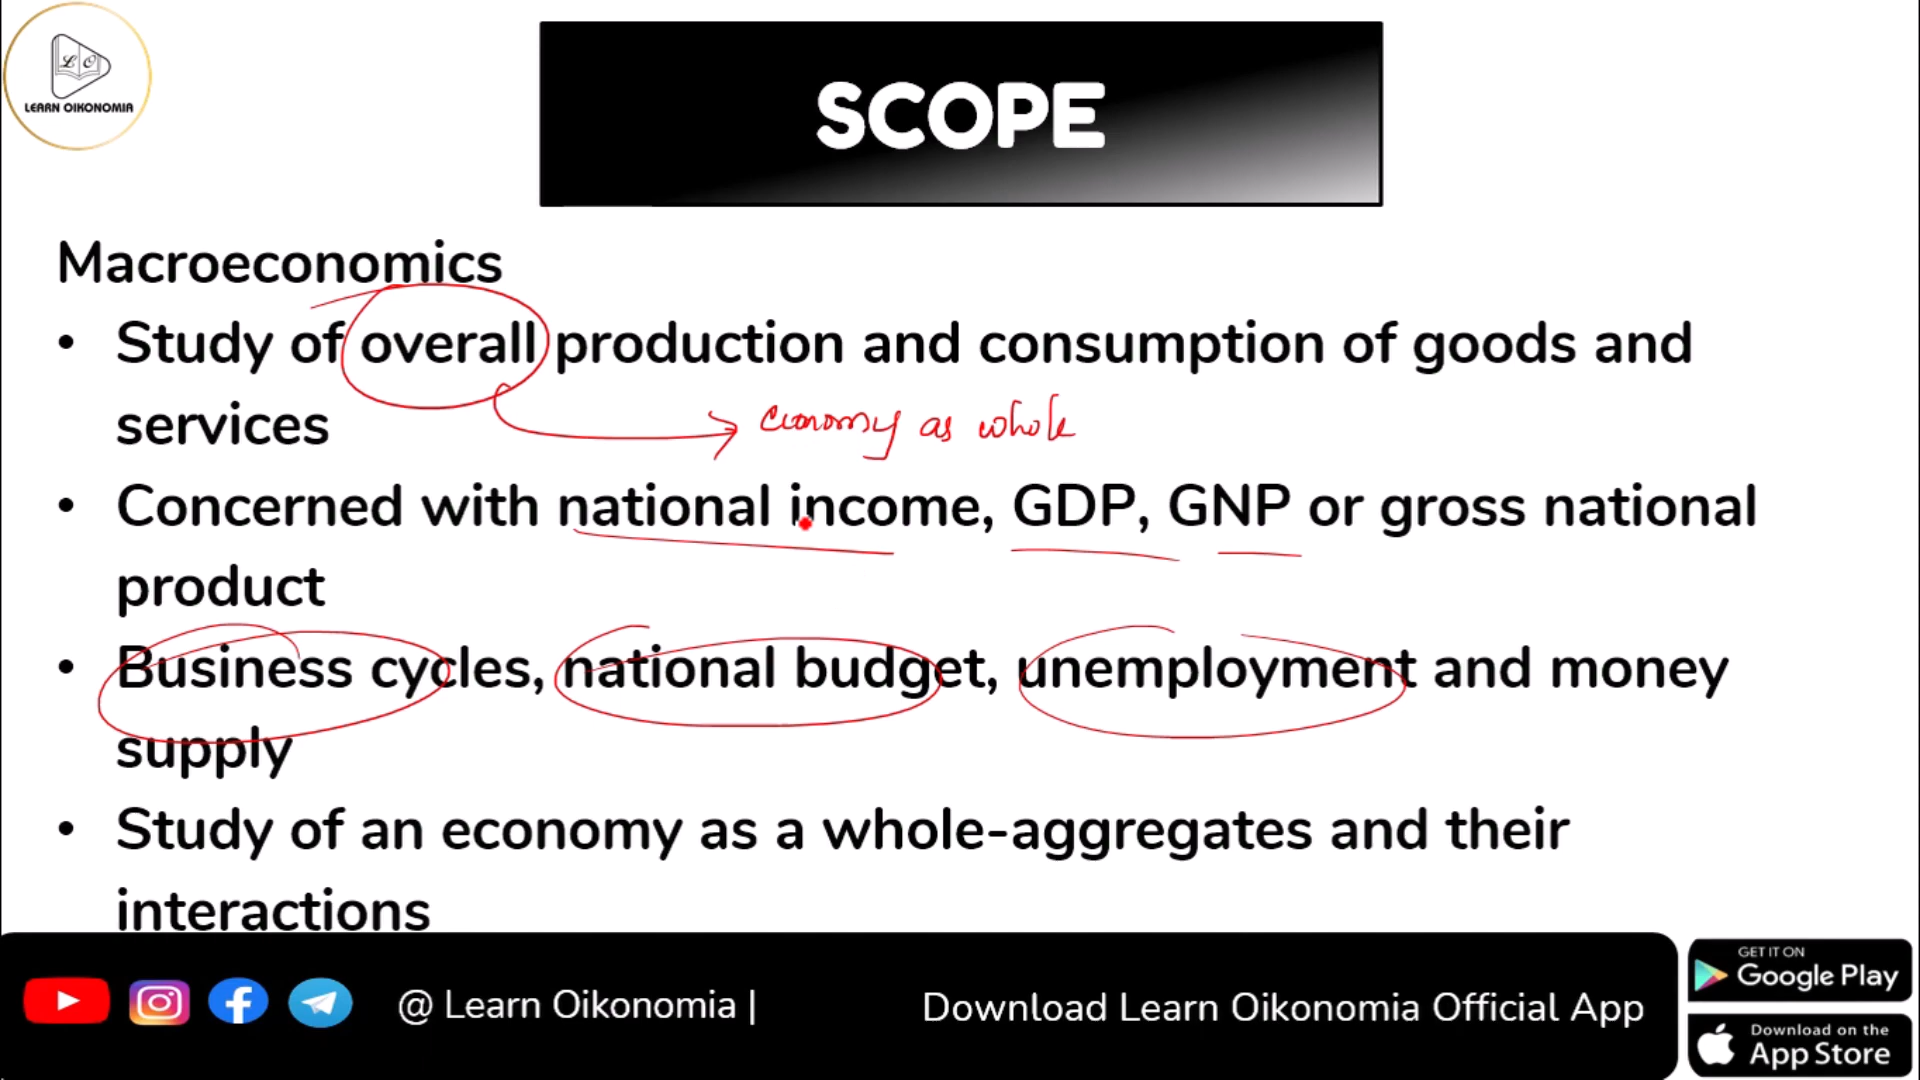 L O
LEARN OIKONOMIA
SCOPE
Macroeconomics
• Study of overall production and consumption of goods and
services
economy as whole
• Concerned with national income, GDP, GNP or gross national
product
• Business cycles, national budget, unemployment and money
supply
• Study of an economy as a whole-aggregates and their
interactions
@ Learn Oikonomia |
Download Learn Oikonomia Official App
GET IT ON
Google Play
Download on the
App Store